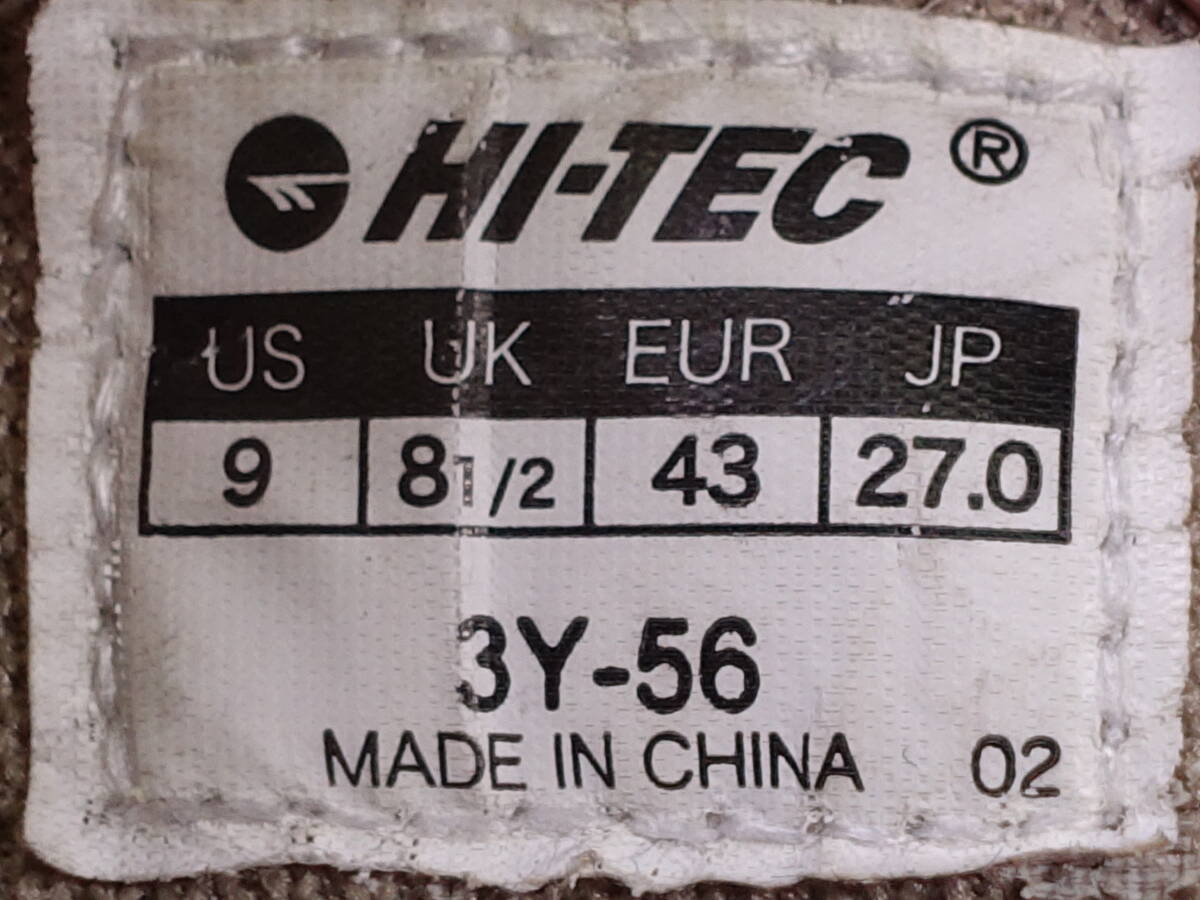 HI-TEC ®
US UK EUR JP
9 8 1/2 43 27.0
3Y-56
MADE IN CHINA 02